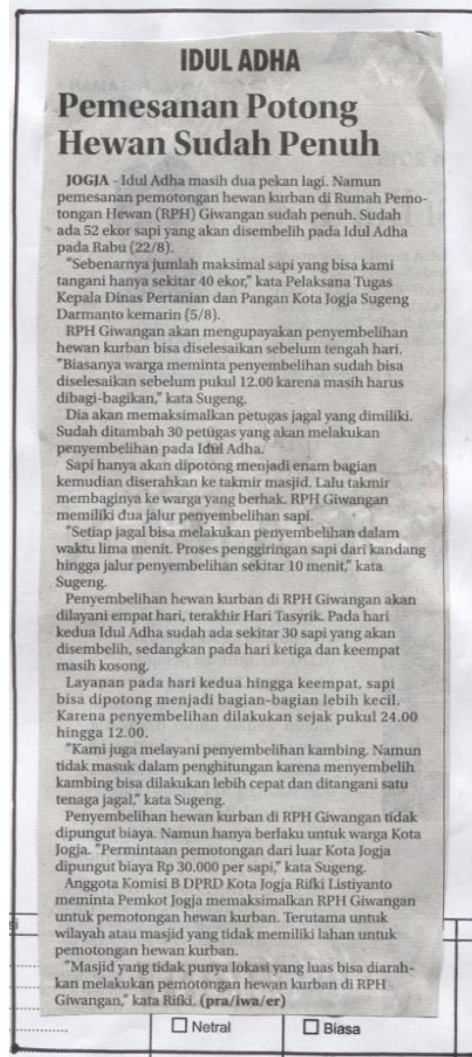 IDUL ADHA
Pemesanan Potong
Hewan Sudah Penuh
JOGJA - Idul Adha masih dua pekan lagi. Namun
pemesanan pemotongan hewan kurban di Rumah Pemo-
tongan Hewan (RPH) Giwangan sudah penuh. Sudah
ada 52 ekor sapi yang akan disembelih pada Idul Adha
pada Rabu (22/8).
"Sebenarnya jumlah maksimal sapi yang bisa kami
tangani hanya sekitar 40 ekor," kata Pelaksana Tugas
Kepala Dinas Pertanian dan Pangan Kota Jogja Sugeng
Darmanto kemarin (5/8).
RPH Giwangan akan mengupayakan penyembelihan
hewan kurban bisa diselesaikan sebelum tengah hari.
"Biasanya warga meminta penyembelihan sudah bisa
diselesaikan sebelum pukul 12.00 karena masih harus
dibagi-bagikan," kata Sugeng.
Dia akan memaksimalkan petugas jagal yang dimiliki.
Sudah ditambah 30 petugas yang akan melakukan
penyembelihan pada Idul Adha.
Sapi hanya akan dipotong menjadi enam bagian
kemudian diserahkan ke takmir masjid. Lalu takmir
membaginya ke warga yang berhak. RPH Giwangan
memiliki dua jalur penyembelihan sapi.
"Setiap jagal bisa melakukan penyembelihan dalam
waktu lima menit. Proses penggiringan sapi dari kandang
hingga jalur penyembelihan sekitar 10 menit," kata
Sugeng.
Penyembelihan hewan kurban di RPH Giwangan akan
dilayani empat hari, terakhir Hari Tasyrik. Pada hari
kedua Idul Adha sudah ada sekitar 30 sapi yang akan
disembelih, sedangkan pada hari ketiga dan keempat
masih kosong.
Layanan pada hari kedua hingga keempat, sapi
bisa dipotong menjadi bagian-bagian lebih kecil.
Karena penyembelihan dilakukan sejak pukul 24.00
hingga 12.00.
"Kami juga melayani penyembelihan kambing. Namun
tidak masuk dalam penghitungan karena menyembelih
kambing bisa dilakukan lebih cepat dan ditangani satu
tenaga jagal," kata Sugeng.
Penyembelihan hewan kurban di RPH Giwangan tidak
dipungut biaya. Namun hanya berlaku untuk warga Kota
Jogja. "Permintaan pemotongan dari luar Kota Jogja
dipungut biaya Rp 30.000 per sapi," kata Sugeng.
Anggota Komisi B DPRD Kota Jogja Rifki Listiyanto
meminta Pemkot Jogja memaksimalkan RPH Giwangan
untuk pemotongan hewan kurban. Terutama untuk
wilayah atau masjid yang tidak memiliki lahan untuk
pemotongan hewan kurban.
"Masjid yang tidak punya lokasi yang luas bisa diarah-
kan melakukan pemotongan hewan kurban di RPH
Giwangan," kata Rifki. (pra/iwa/er)
Netral
Biasa